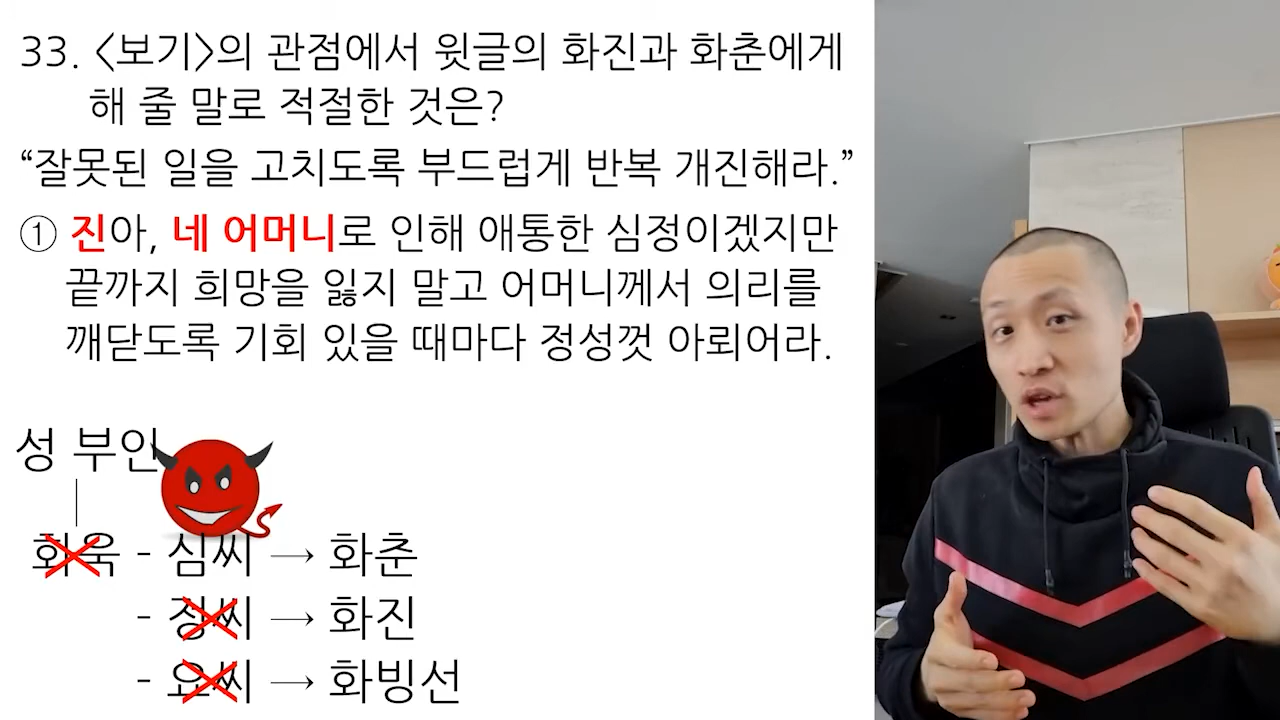 33. <보기>의 관점에서 윗글의 화진과 화춘에게
해 줄 말로 적절한 것은?
“잘못된 일을 고치도록 부드럽게 반복 개진해라.”
① 진아, 네 어머니로 인해 애통한 심정이겠지만
끝까지 희망을 잃지 말고 어머니께서 의리를
깨닫도록 기회 있을 때마다 정성껏 아뢰어라.
성 부인
화욱 - 심씨 → 화춘
- 정씨 → 화진
- 요씨 → 화빙선